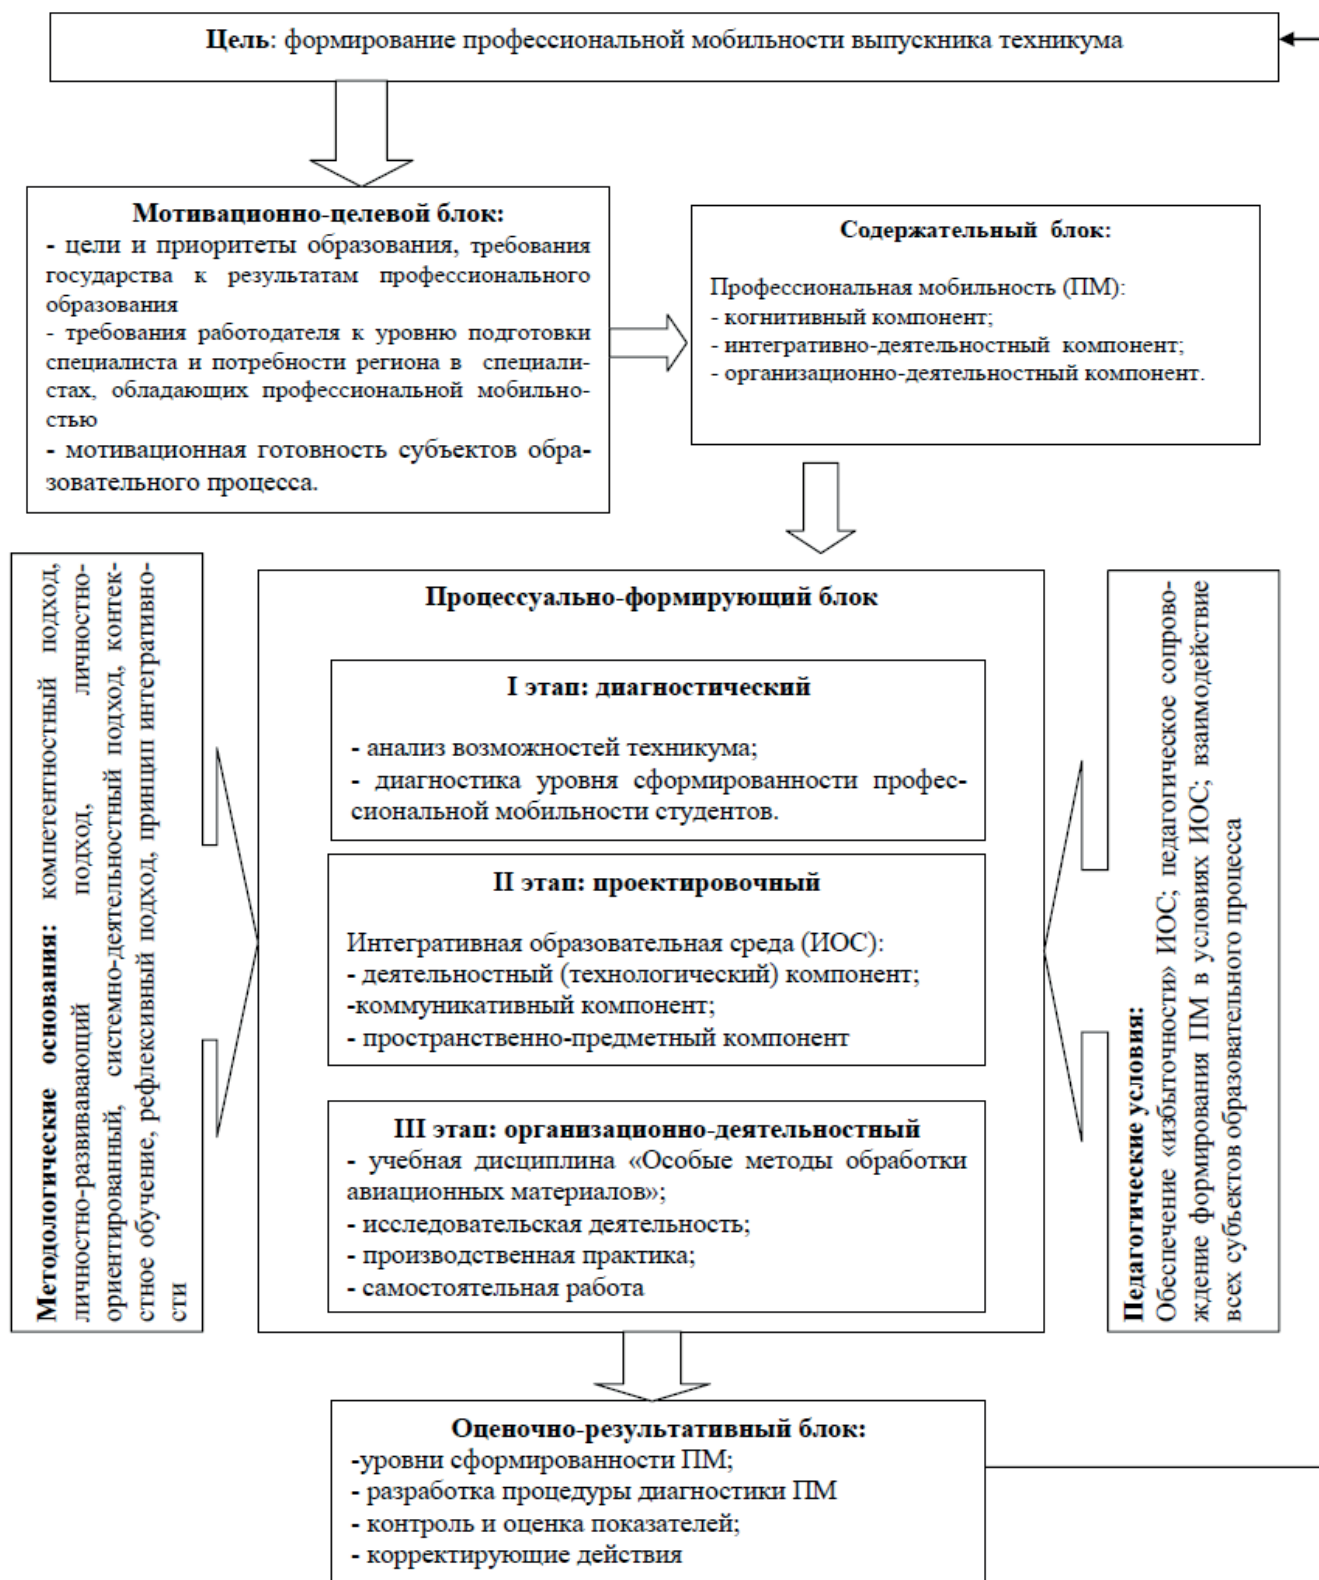 Цель: формирование профессиональной мобильности выпускника техникума
Мотивационно-целевой блок:
- цели и приоритеты образования, требования
государства к результатам профессионального
образования
- требования работодателя к уровню подготовки
специалиста и потребности региона в специали-
стах, обладающих профессиональной мобильно-
стью
- мотивационная готовность субъектов обра-
зовательного процесса.
Содержательный блок:
Профессиональная мобильность (ПМ):
- когнитивный компонент;
- интегративно-деятельностный компонент;
- организационно-деятельностный компонент.
Методологические основания: компетентностный подход,
личностно-развивающий подход, личностно-
ориентированный, системно-деятельностный подход, контек-
стное обучение, рефлексивный подход, принцип интегративно-
сти
Процессуально-формирующий блок
I этап: диагностический
- анализ возможностей техникума;
- диагностика уровня сформированности профес-
сиональной мобильности студентов.
II этап: проектировочный
Интегративная образовательная среда (ИОС):
- деятельностный (технологический) компонент;
-коммуникативный компонент;
- пространственно-предметный компонент
III этап: организационно-деятельностный
- учебная дисциплина «Особые методы обработки
авиационных материалов»;
- исследовательская деятельность;
- производственная практика;
- самостоятельная работа
Педагогические условия:
Обеспечение «избыточности» ИОС; педагогическое сопрово-
ждение формирования ПМ в условиях ИОС; взаимодействие
всех субъектов образовательного процесса
Оценочно-результативный блок:
-уровни сформированности ПМ;
- разработка процедуры диагностики ПМ
- контроль и оценка показателей;
- корректирующие действия